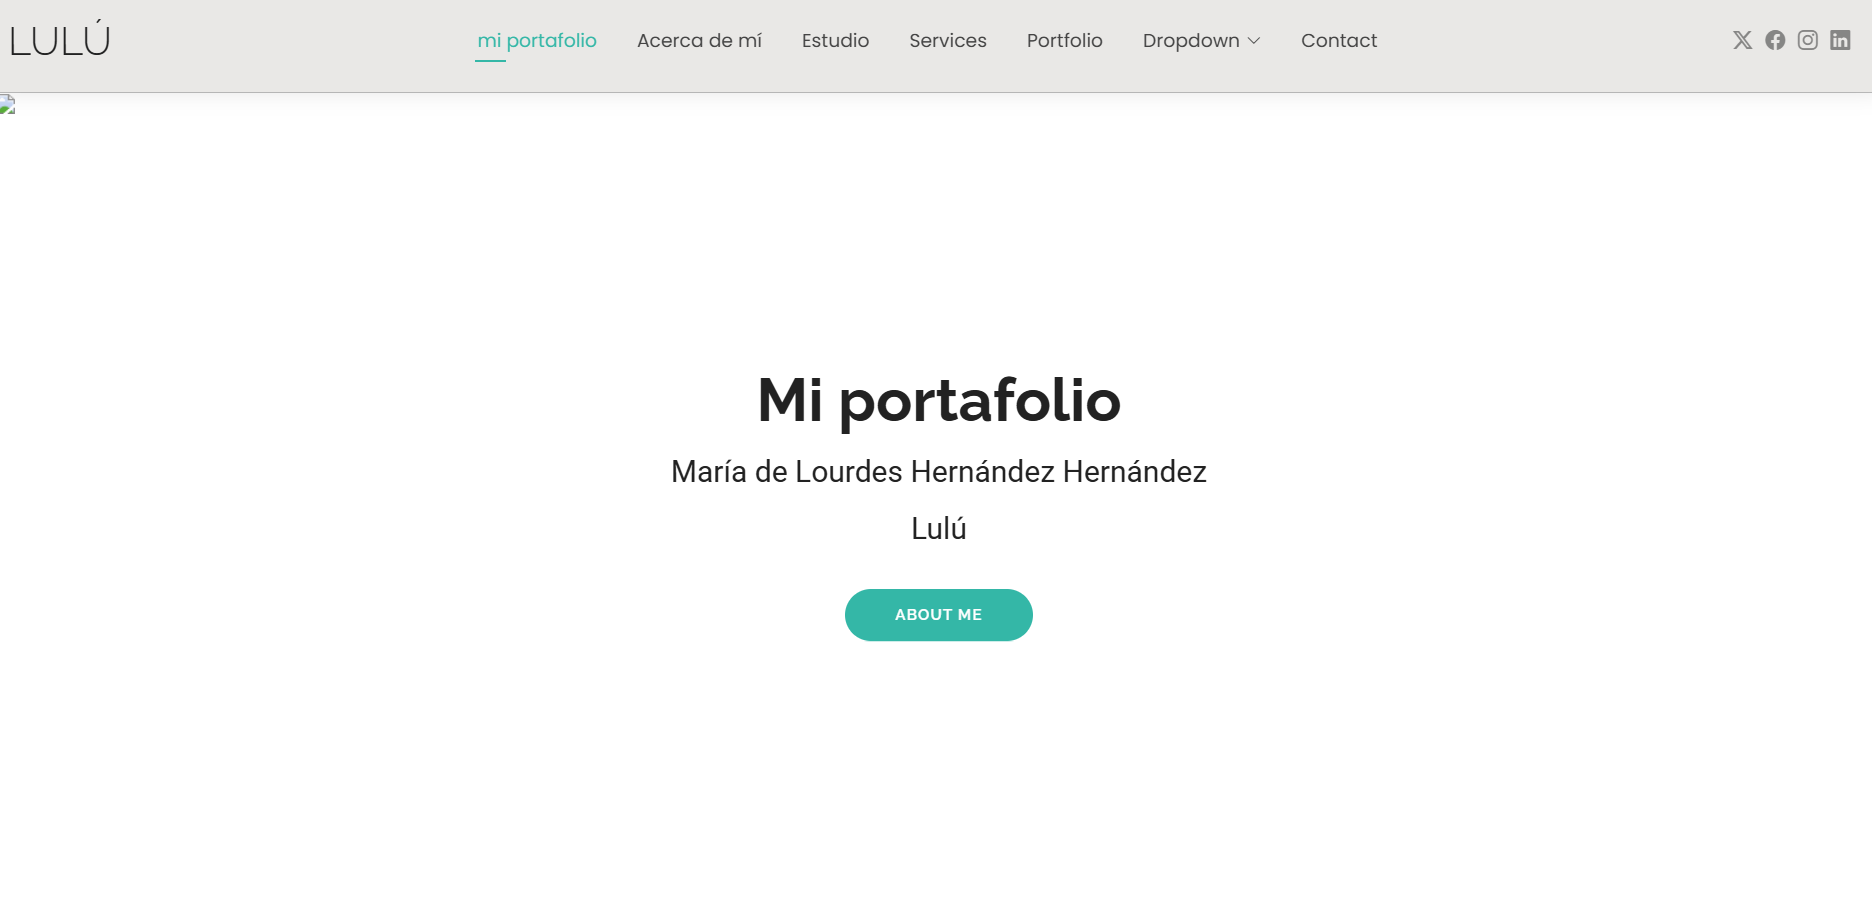 LULÚ
mi portafolio Acerca de mí Estudio Services Portfolio Dropdown Contact
Mi portafolio
María de Lourdes Hernández Hernández
Lulú
ABOUT ME